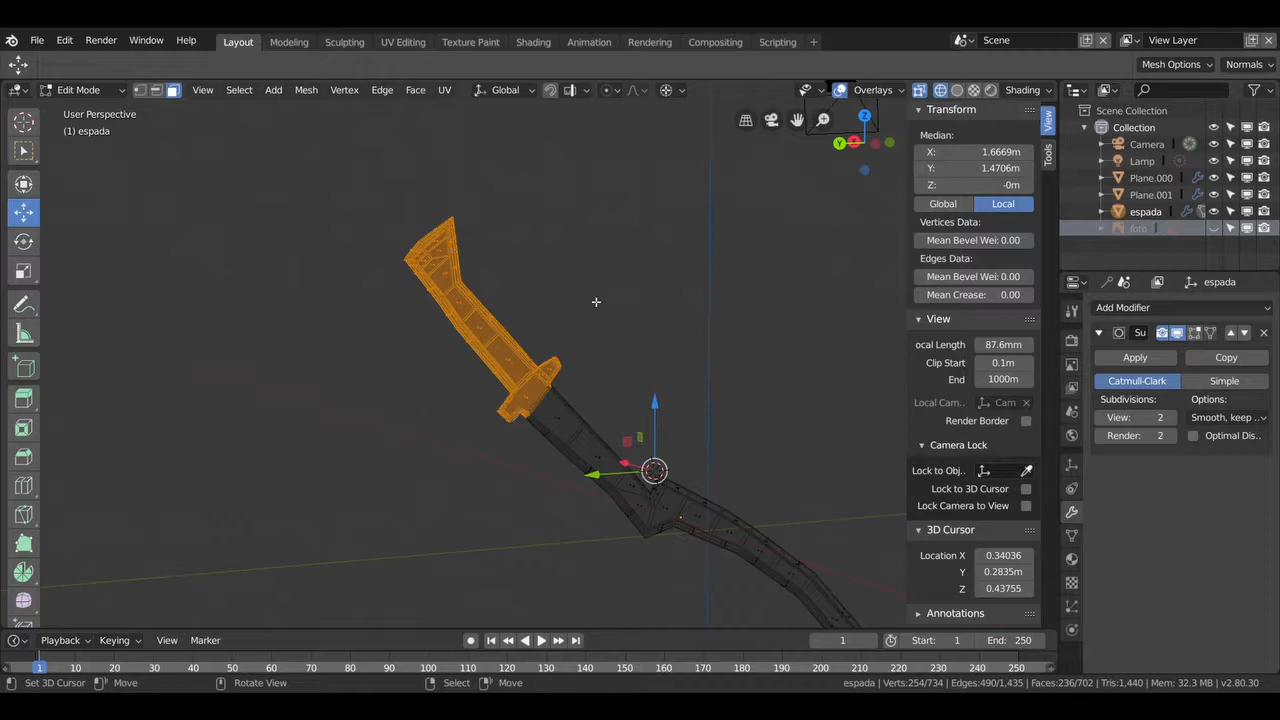 File Edit Render Window Help Layout Modeling Sculpting UV Editing Texture Paint Shading Animation Rendering Compositing Scripting + Scene View Layer
Mesh Options Normals
Edit Mode View Select Add Mesh Vertex Edge Face UV Global Overlays Shading
User Perspective
(1) espada
Z
Y
X
Transform
Median:
X: 1.6669m
Y: 1.4706m
Z: -0m
Global Local
Vertices Data:
Mean Bevel Wei: 0.00
Edges Data:
Mean Bevel Wei: 0.00
Mean Crease: 0.00
View
ocal Length 87.6mm
Clip Start 0.1m
End 1000m
Local Cam.. Cam
Render Border
Camera Lock
Lock to Obj..
Lock to 3D Cursor
Lock Camera to View
3D Cursor
Location X 0.34036
Y 0.2835m
Z 0.43755
Annotations
View
Tools
Scene Collection
Collection
Camera
Lamp
Plane.000
Plane.001
espada
foto
espada
Add Modifier
Su
Apply Copy
Catmull-Clark Simple
Subdivisions: Options:
View: 2 Smooth, keep ..
Render: 2 Optimal Dis..
Playback Keying View Marker 1 Start: 1 End: 250
1 10 20 30 40 50 60 70 80 90 100 110 120 130 140 150 160 170 180 190 200 210 220 230 240 250
Set 3D Cursor Move Rotate View Select Move espada | Verts:254/734 | Edges:490/1,435 | Faces:236/702 | Tris:1,440 | Mem: 32.3 MB | v2.80.30